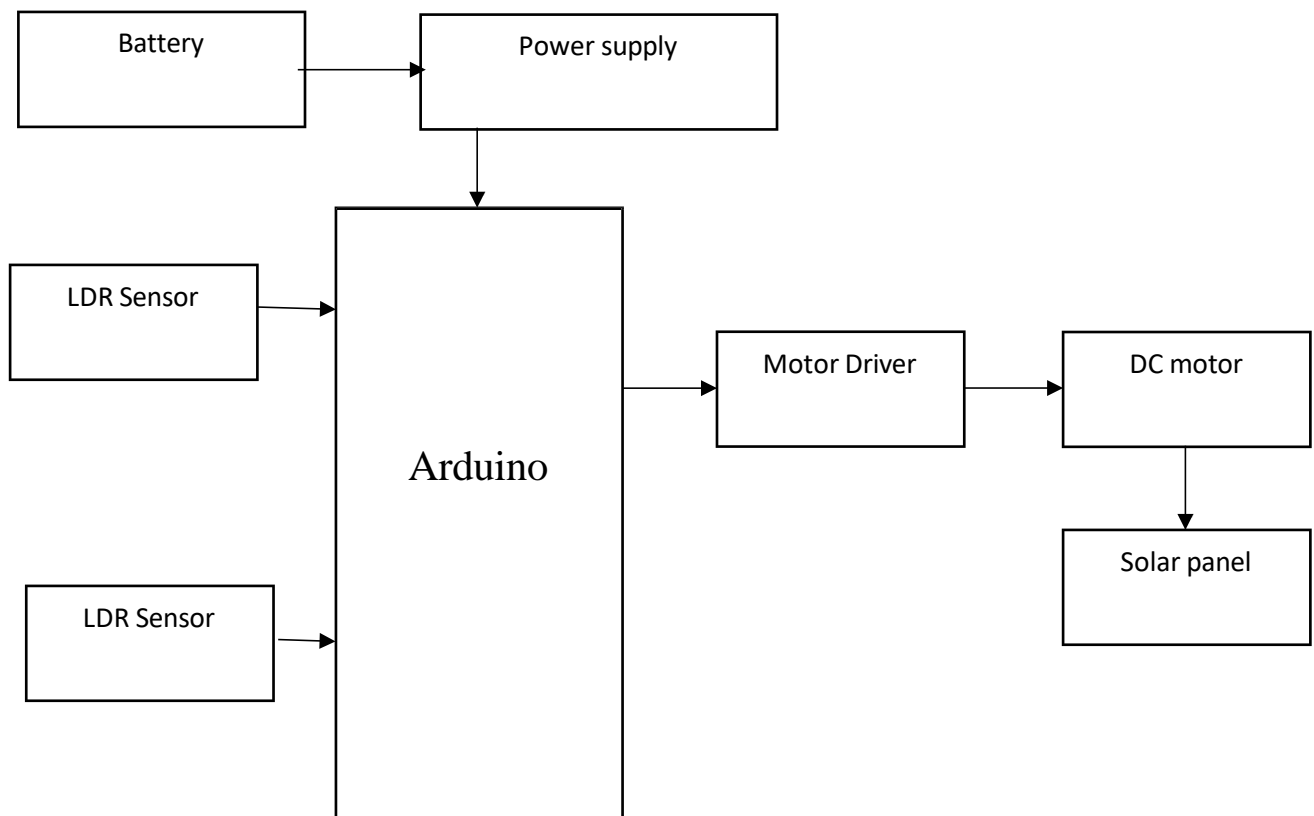 Battery
Power supply
LDR Sensor
Motor Driver
DC motor
Arduino
Solar panel
LDR Sensor